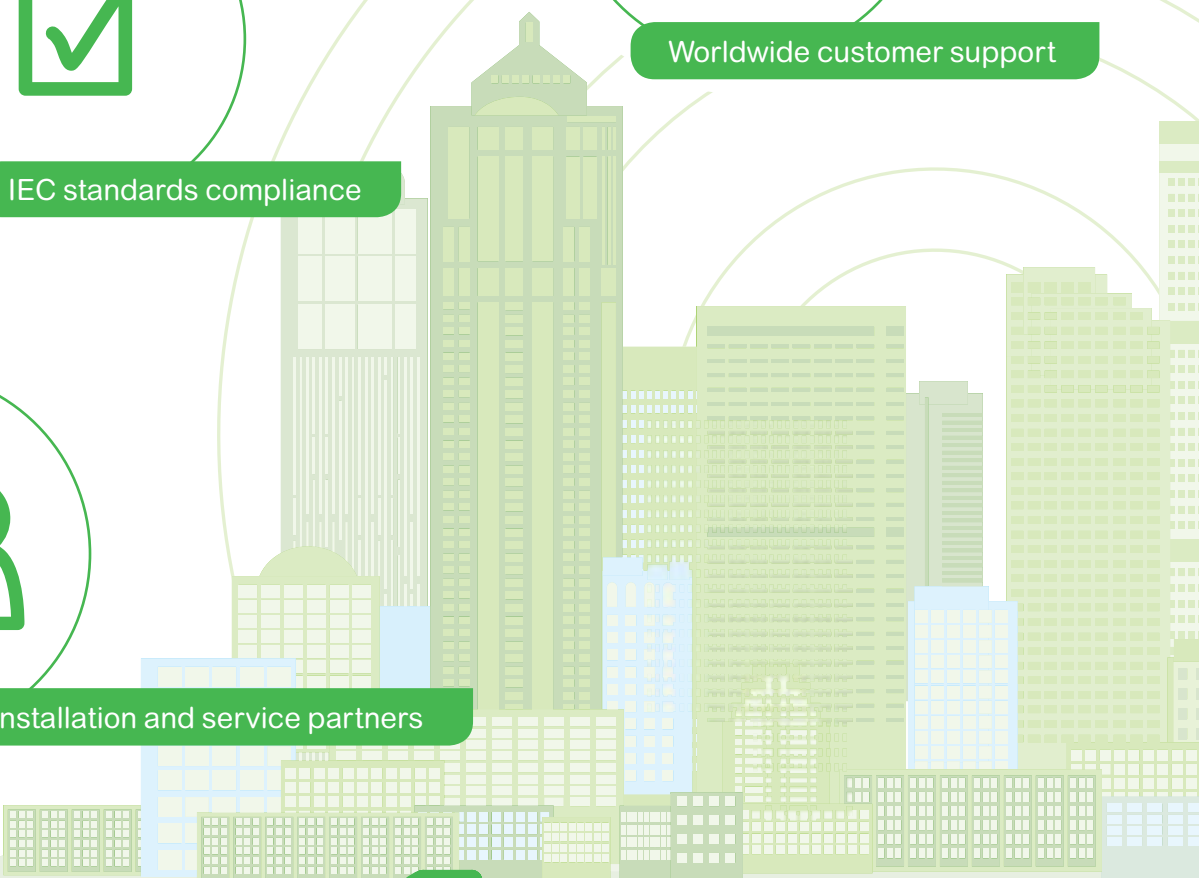 Worldwide customer support
IEC standards compliance
nstallation and service partners